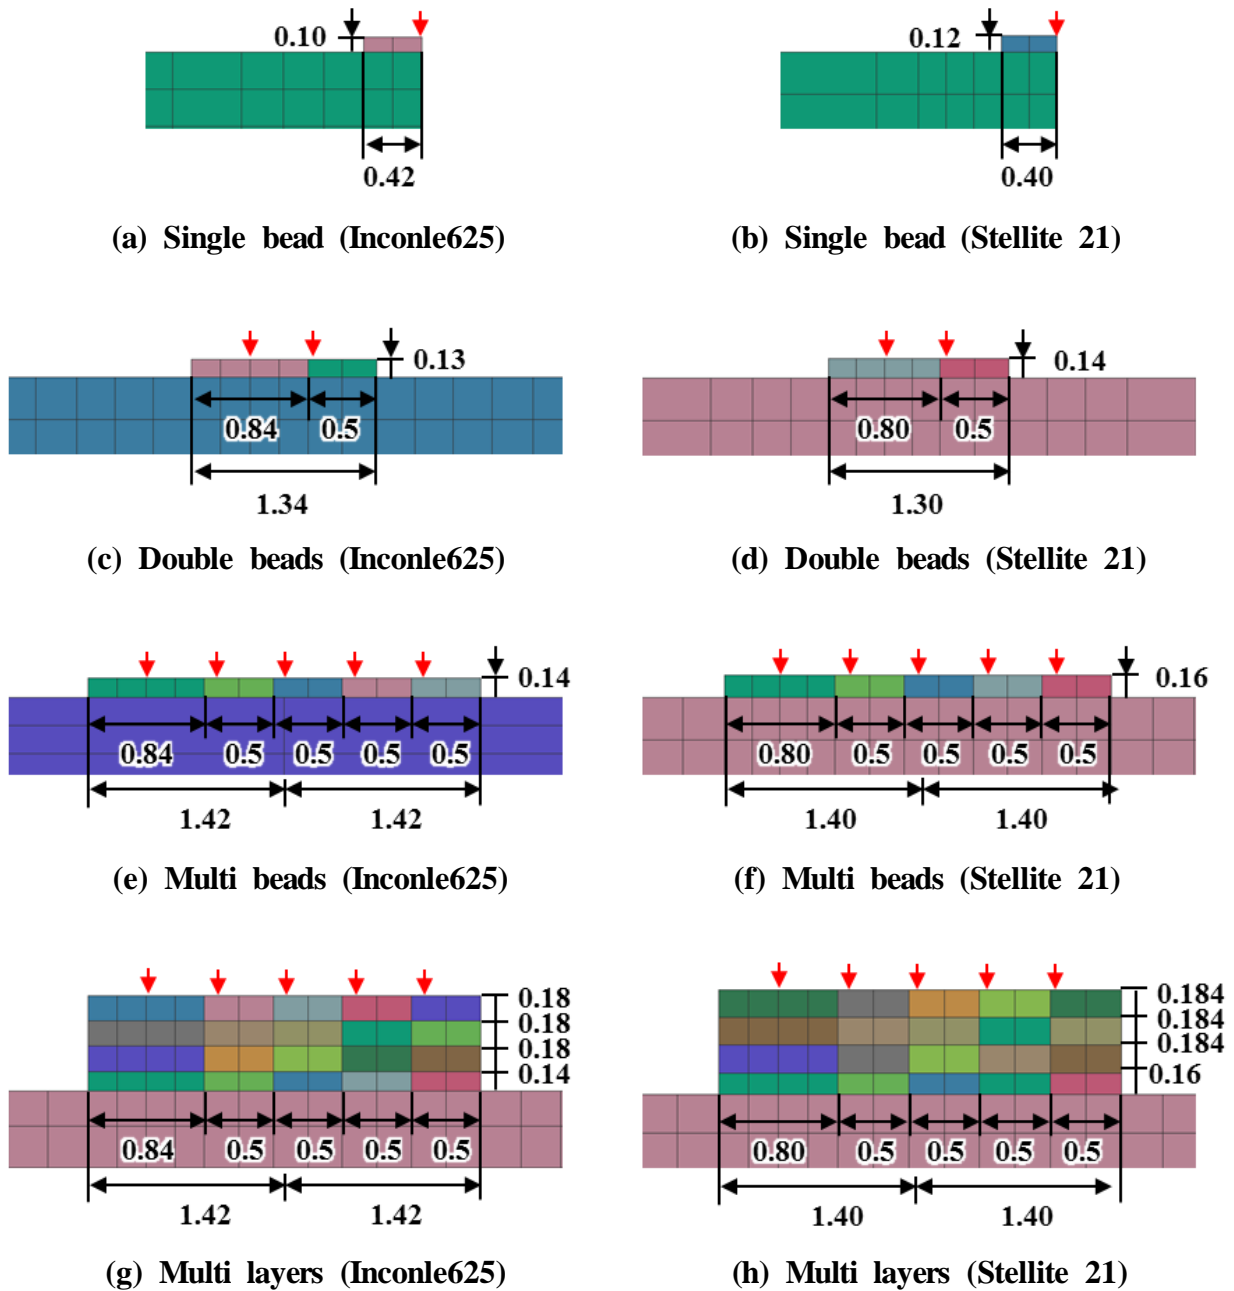 0.10
0.42
(a) Single bead (Inconle625)
0.12
0.40
(b) Single bead (Stellite 21)
0.13
0.84 0.5
1.34
(c) Double beads (Inconle625)
0.14
0.80 0.5
1.30
(d) Double beads (Stellite 21)
0.14
0.84 0.5 0.5 0.5 0.5
1.42 1.42
(e) Multi beads (Inconle625)
0.16
0.80 0.5 0.5 0.5 0.5
1.40 1.40
(f) Multi beads (Stellite 21)
0.18
0.18
0.18
0.14
0.84 0.5 0.5 0.5 0.5
1.42 1.42
(g) Multi layers (Inconle625)
0.184
0.184
0.184
0.16
0.80 0.5 0.5 0.5 0.5
1.40 1.40
(h) Multi layers (Stellite 21)